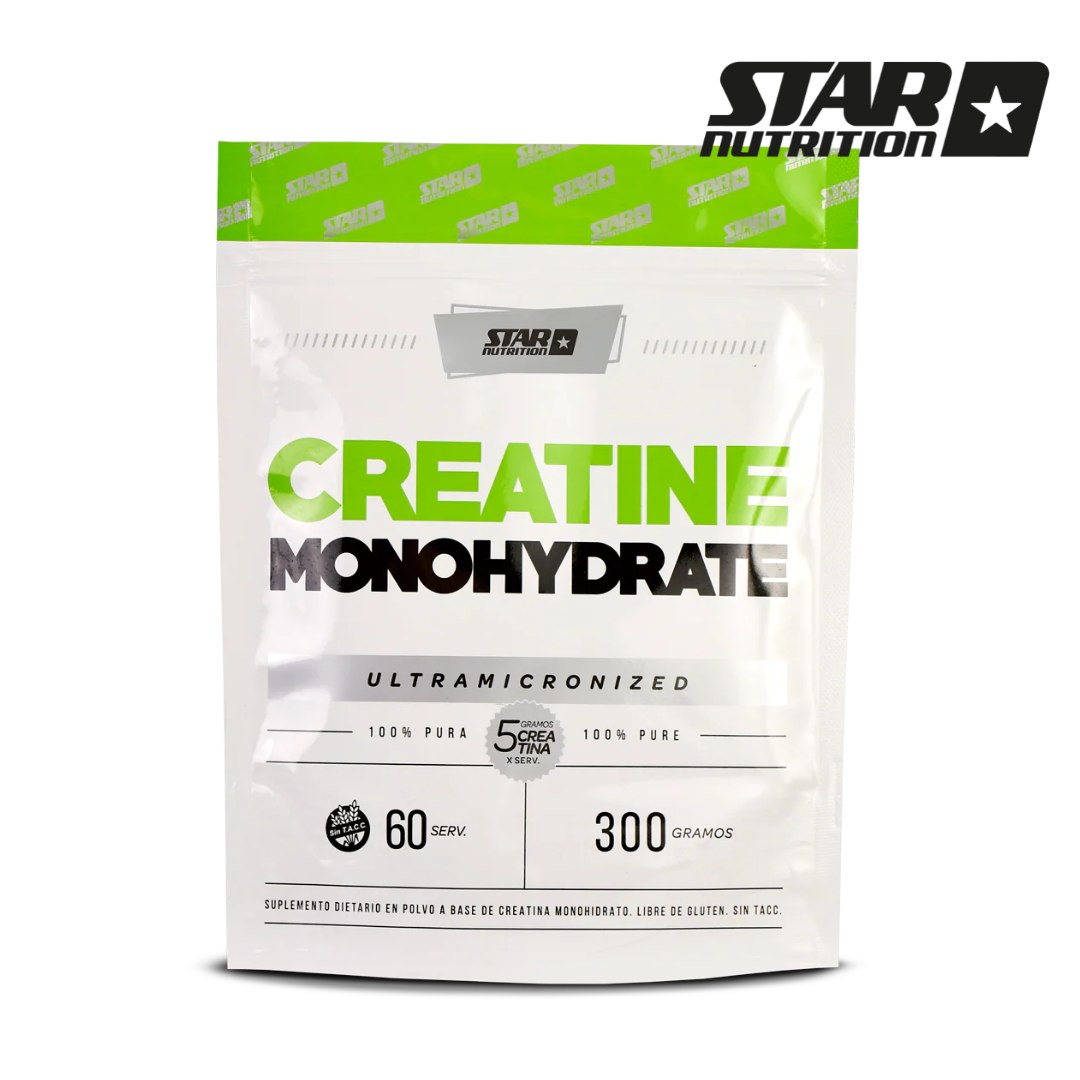 STAR
NUTRITION
STAR
NUTRITION
CREATINE
MONOHYDRATE
ULTRAMICRONIZED
100% PURA
5 GRAMOS
CREA
TINA
X SERV.
100% PURE
Sin T.A.C.C.
60 SERV.
300 GRAMOS
SUPLEMENTO DIETARIO EN POLVO A BASE DE CREATINA MONOHIDRATO. LIBRE DE GLUTEN. SIN TACC.